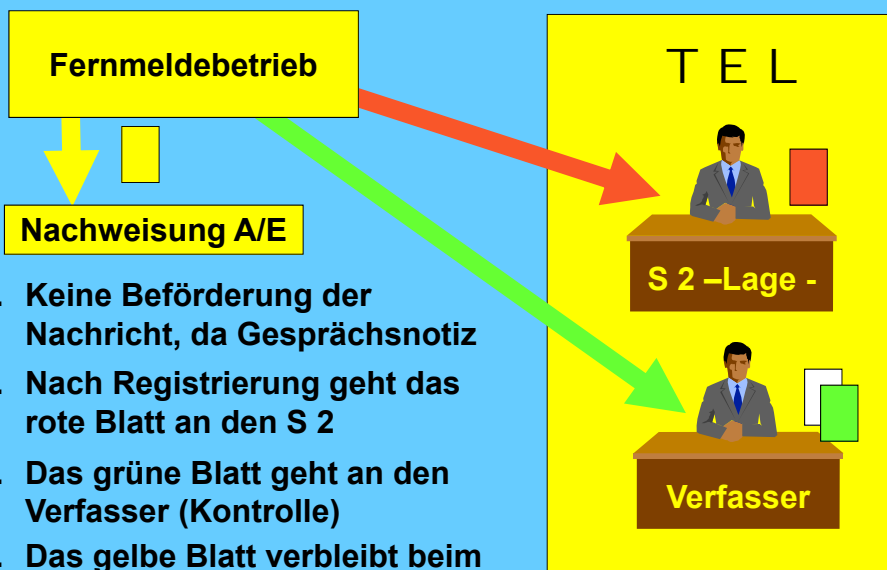 Fernmeldebetrieb
Nachweisung A/E
. Keine Beförderung der
Nachricht, da Gesprächsnotiz
. Nach Registrierung geht das
rote Blatt an den S 2
. Das grüne Blatt geht an den
Verfasser (Kontrolle)
. Das gelbe Blatt verbleibt beim
T E L
S 2 –Lage -
Verfasser